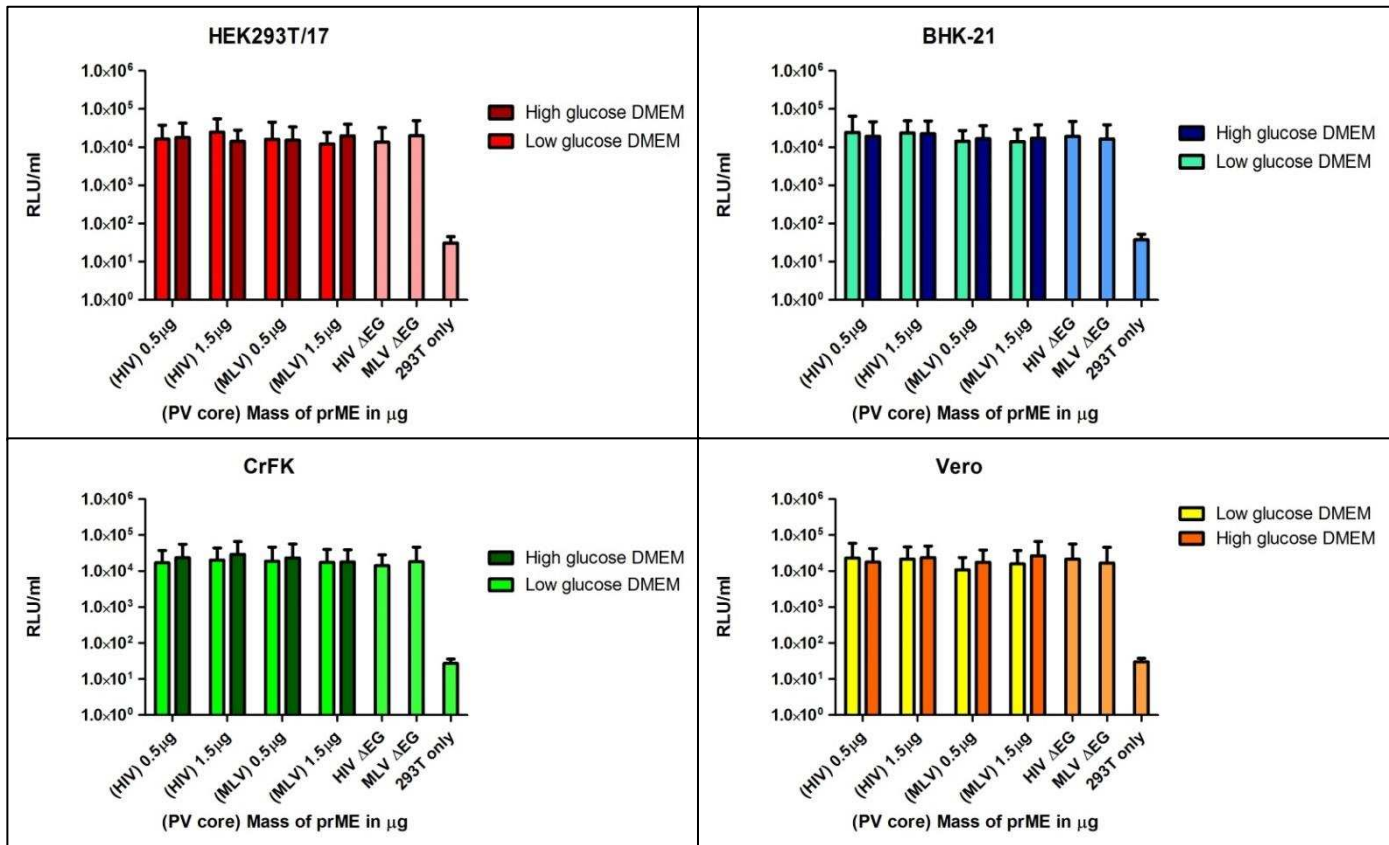 HEK293T/17
RLU/ml
1.0×10⁶
1.0×10⁵
1.0×10⁴
1.0×10³
1.0×10²
1.0×10¹
1.0×10⁰
(HIV) 0.5μg
(HIV) 1.5μg
(MLV) 0.5μg
(MLV) 1.5μg
HIV ΔEG
MLV ΔEG
293T only
(PV core) Mass of prME in μg
High glucose DMEM
Low glucose DMEM
BHK-21
RLU/ml
1.0×10⁶
1.0×10⁵
1.0×10⁴
1.0×10³
1.0×10²
1.0×10¹
1.0×10⁰
(HIV) 0.5μg
(HIV) 1.5μg
(MLV) 0.5μg
(MLV) 1.5μg
HIV ΔEG
MLV ΔEG
293T only
(PV core) Mass of prME in μg
High glucose DMEM
Low glucose DMEM
CrFK
RLU/ml
1.0×10⁶
1.0×10⁵
1.0×10⁴
1.0×10³
1.0×10²
1.0×10¹
1.0×10⁰
(HIV) 0.5μg
(HIV) 1.5μg
(MLV) 0.5μg
(MLV) 1.5μg
HIV ΔEG
MLV ΔEG
293T only
(PV core) Mass of prME in μg
High glucose DMEM
Low glucose DMEM
Vero
RLU/ml
1.0×10⁶
1.0×10⁵
1.0×10⁴
1.0×10³
1.0×10²
1.0×10¹
1.0×10⁰
(HIV) 0.5μg
(HIV) 1.5μg
(MLV) 0.5μg
(MLV) 1.5μg
HIV ΔEG
MLV ΔEG
293T only
(PV core) Mass of prME in μg
Low glucose DMEM
High glucose DMEM